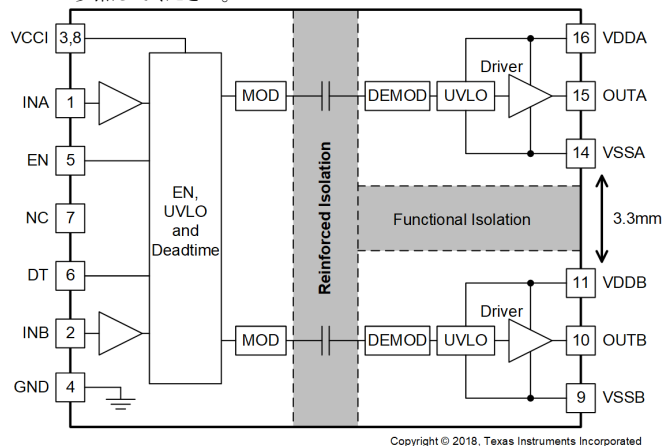 VCCI 3,8
16 VDDA
Driver
INA 1
MOD
DEMOD
UVLO
15 OUTA
EN 5
14 VSSA
NC 7
EN,
UVLO
and
Deadtime
Reinforced Isolation
Functional Isolation
3.3mm
DT 6
11 VDDB
Driver
INB 2
MOD
DEMOD
UVLO
10 OUTB
GND 4
9 VSSB
Copyright © 2018, Texas Instruments Incorporated